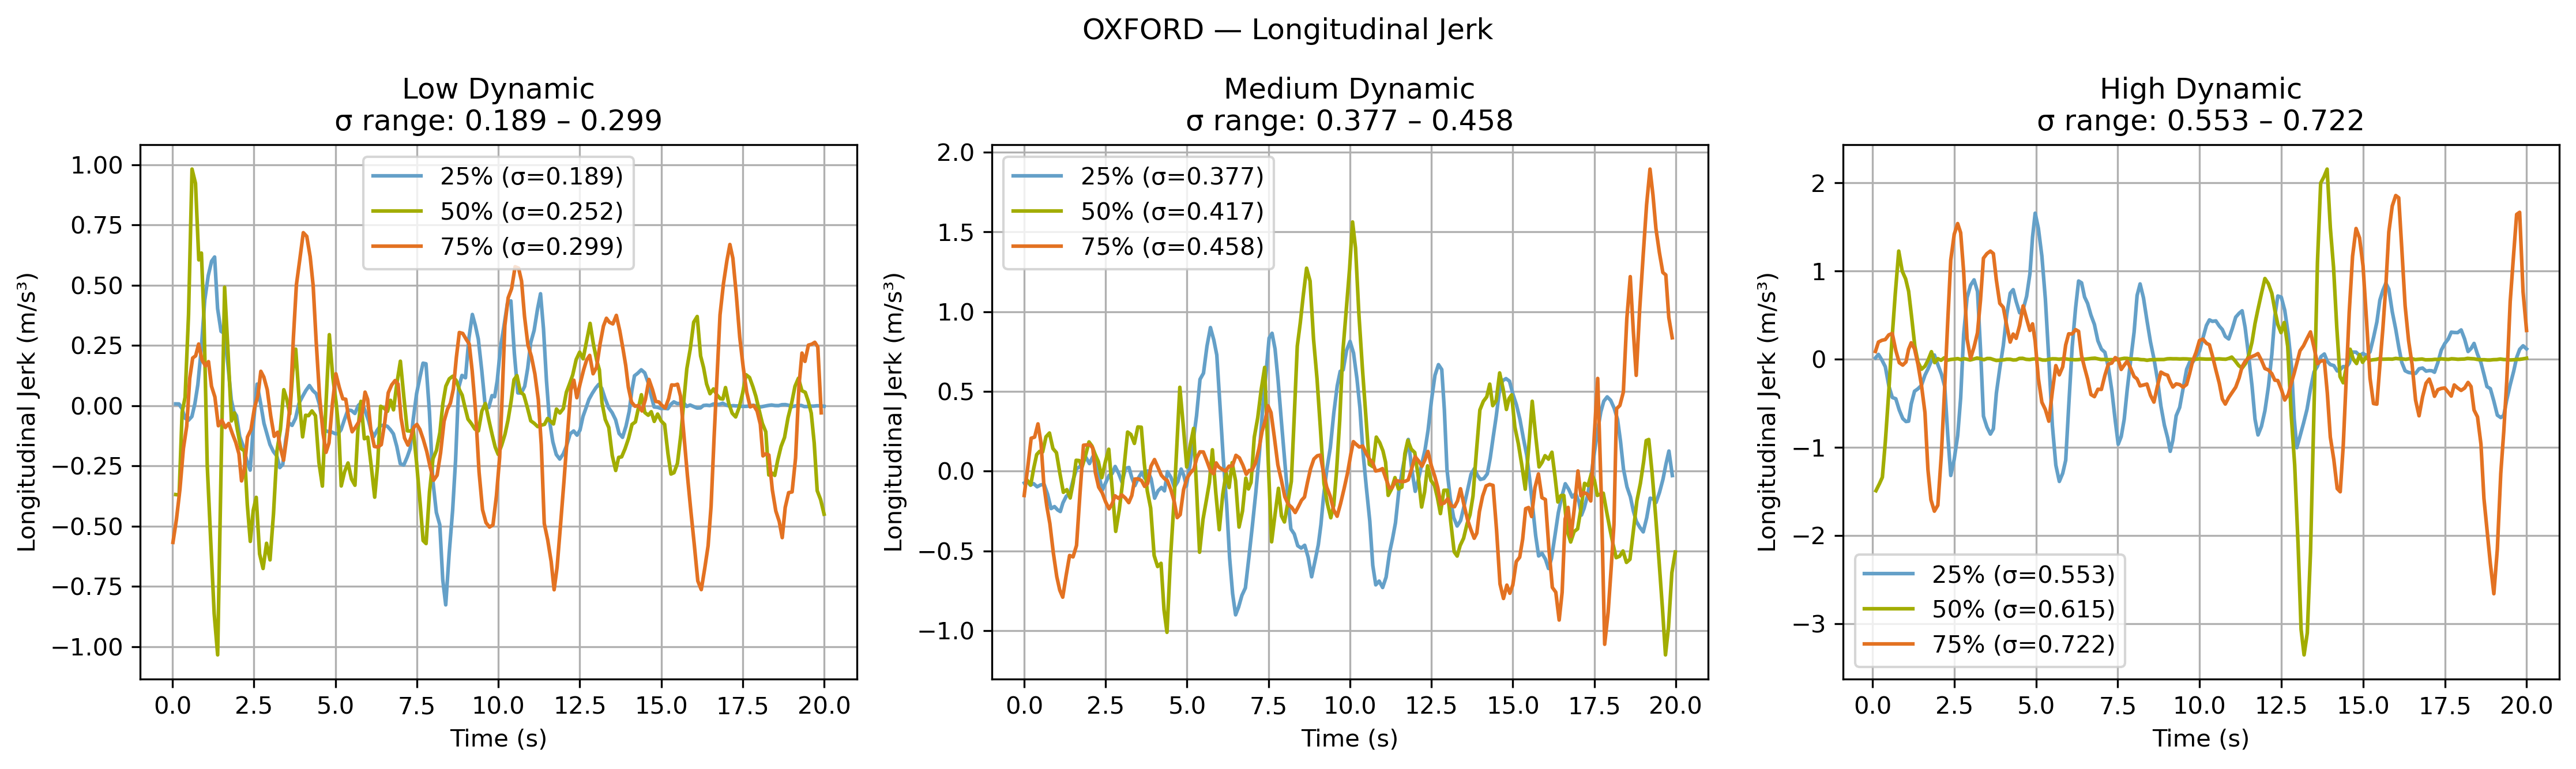 OXFORD — Longitudinal Jerk
Low Dynamic
σ range: 0.189 – 0.299
Longitudinal Jerk (m/s³)
1.00
0.75
0.50
0.25
0.00
−0.25
−0.50
−0.75
−1.00
25% (σ=0.189)
50% (σ=0.252)
75% (σ=0.299)
0.0 2.5 5.0 7.5 10.0 12.5 15.0 17.5 20.0
Time (s)
Medium Dynamic
σ range: 0.377 – 0.458
Longitudinal Jerk (m/s³)
2.0
1.5
1.0
0.5
0.0
−0.5
−1.0
25% (σ=0.377)
50% (σ=0.417)
75% (σ=0.458)
0.0 2.5 5.0 7.5 10.0 12.5 15.0 17.5 20.0
Time (s)
High Dynamic
σ range: 0.553 – 0.722
Longitudinal Jerk (m/s³)
2
1
0
−1
−2
−3
25% (σ=0.553)
50% (σ=0.615)
75% (σ=0.722)
0.0 2.5 5.0 7.5 10.0 12.5 15.0 17.5 20.0
Time (s)